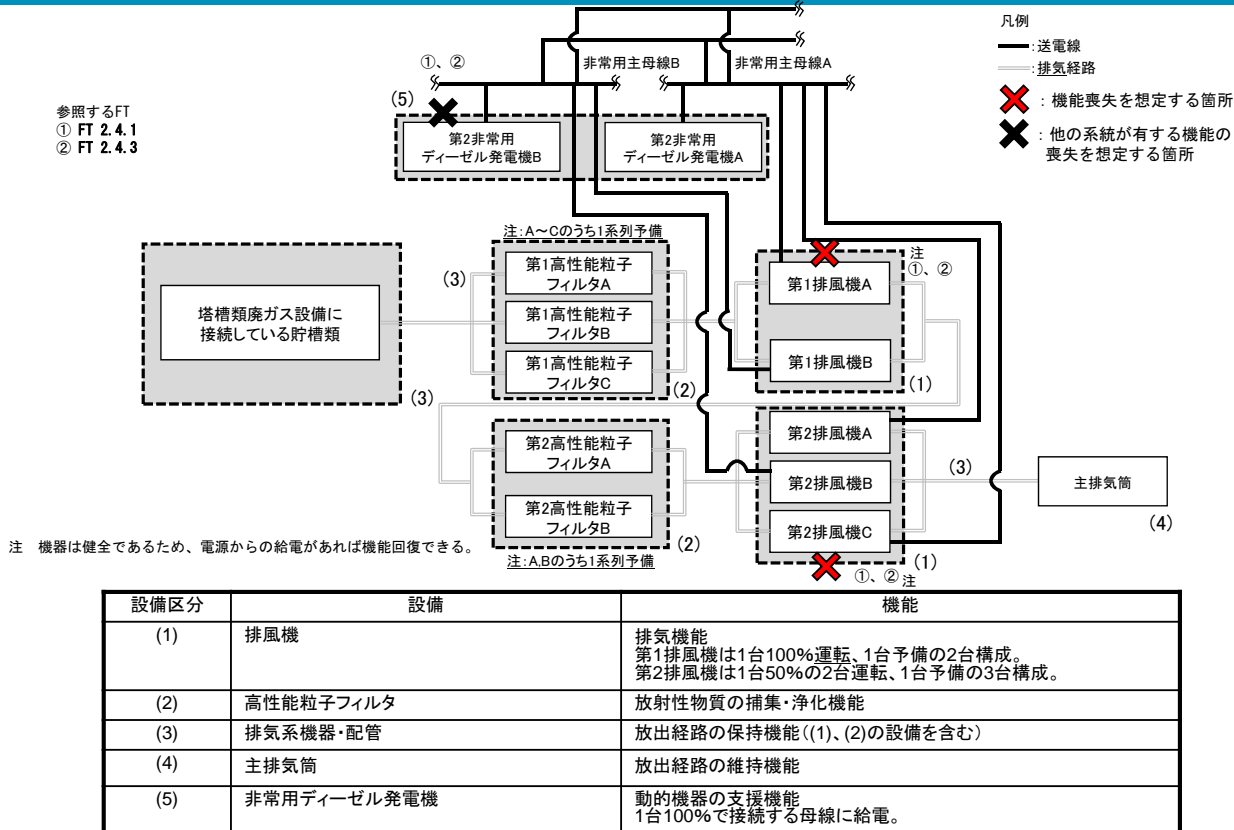 凡例
━━:送電線
══:排気経路
:機能喪失を想定する箇所
:他の系統が有する機能の
喪失を想定する箇所
参照するFT
① FT 2.4.1
② FT 2.4.3
①、②
非常用主母線B
非常用主母線A
(5)
第2非常用
ディーゼル発電機B
第2非常用
ディーゼル発電機A
注:A~Cのうち1系列予備
塔槽類廃ガス設備に
接続している貯槽類
(3)
(3)
第1高性能粒子
フィルタA
第1高性能粒子
フィルタB
第1高性能粒子
フィルタC
(2)
注
①、②
第1排風機A
第1排風機B
(1)
第2高性能粒子
フィルタA
第2高性能粒子
フィルタB
(2)
注:A,Bのうち1系列予備
第2排風機A
第2排風機B
第2排風機C
(1)
①、②注
(3)
主排気筒
(4)
注 機器は健全であるため、電源からの給電があれば機能回復できる。
設備区分 設備 機能
(1) 排風機 排気機能
第1排風機は1台100%運転、1台予備の2台構成。
第2排風機は1台50%の2台運転、1台予備の3台構成。
(2) 高性能粒子フィルタ 放射性物質の捕集・浄化機能
(3) 排気系機器・配管 放出経路の保持機能((1)、(2)の設備を含む)
(4) 主排気筒 放出経路の維持機能
(5) 非常用ディーゼル発電機 動的機器の支援機能
1台100%で接続する母線に給電。